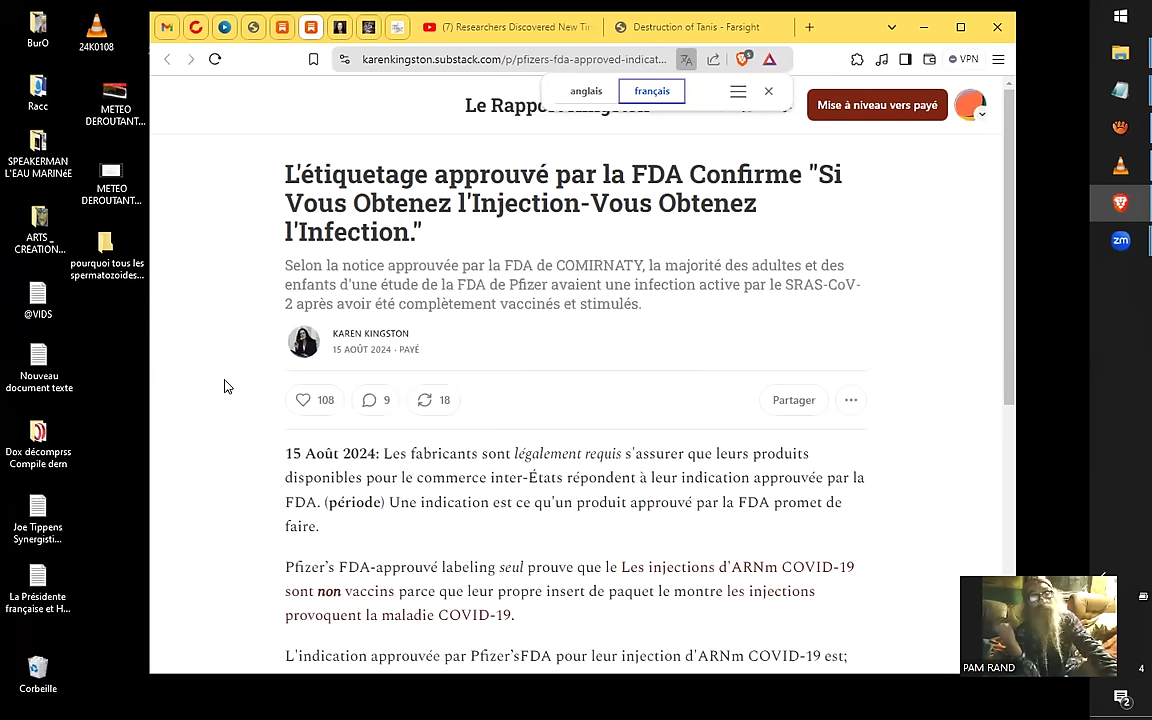 BurO
24K0108
Racc
METEO
DEROUTANT...
SPEAKERMAN
L'EAU MARINéE
METEO
DEROUTANT...
ARTS_
CREATION...
pourquoi tous les
spermatozoides...
@VIDS
Nouveau
document texte
Dox décomprss
Compile dern
Joe Tippens
Synergisti...
La Présidente
française et H...
Corbeille
(7) Researchers Discovered New Ti
Destruction of Tanis - Farsight
karenkingston.substack.com/p/pfizers-fda-approved-indicat...
VPN
anglais
français
Mise à niveau vers payé
L'étiquetage approuvé par la FDA Confirme "Si
Vous Obtenez l'Injection-Vous Obtenez
l'Infection."
Selon la notice approuvée par la FDA de COMIRNATY, la majorité des adultes et des
enfants d'une étude de la FDA de Pfizer avaient une infection active par le SRAS-CoV-
2 après avoir été complètement vaccinés et stimulés.
KAREN KINGSTON
15 AOÛT 2024 · PAYÉ
108
9
18
Partager
15 Août 2024: Les fabricants sont légalement requis s'assurer que leurs produits
disponibles pour le commerce inter-États répondent à leur indication approuvée par la
FDA. (période) Une indication est ce qu'un produit approuvé par la FDA promet de
faire.
Pfizer's FDA-approuvé labeling seul prouve que le Les injections d'ARNm COVID-19
sont non vaccins parce que leur propre insert de paquet le montre les injections
provoquent la maladie COVID-19.
L'indication approuvée par Pfizer'sFDA pour leur injection d'ARNm COVID-19 est;
zm
PAM RAND
4
2